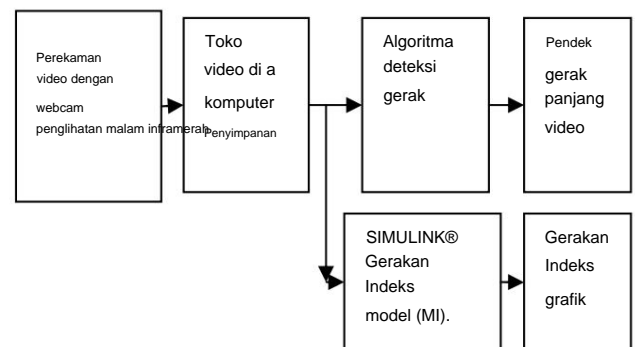 Perekaman
video dengan
webcam
penglihatan malam inframerah
Toko
video di a
komputer
Penyimpanan
Algoritma
deteksi
gerak
Pendek
gerak
panjang
video
SIMULINK®
Gerakan
Indeks
model (MI).
Gerakan
Indeks
grafik